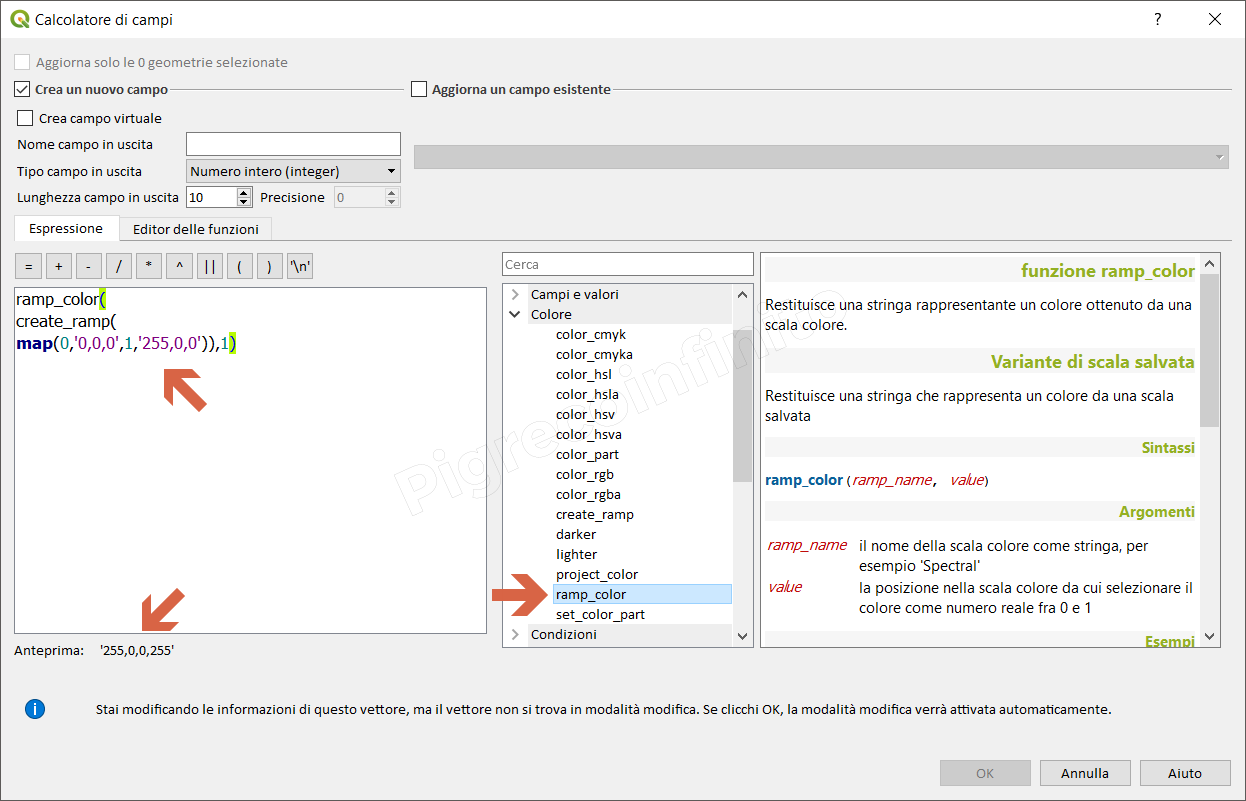 Calcolatore di campi
?
Aggiorna solo le 0 geometrie selezionate
Crea un nuovo campo
Aggiorna un campo esistente
Crea campo virtuale
Nome campo in uscita
Tipo campo in uscita
Numero intero (integer)
Lunghezza campo in uscita
10
Precisione
0
Espressione
Editor delle funzioni
= + - / * ^ || ( ) '\n'
ramp_color(
create_ramp(
map(0,'0,0,0',1,'255,0,0')),1)
Anteprima: '255,0,0,255'
Cerca
Campi e valori
Colore
color_cmyk
color_cmyka
color_hsl
color_hsla
color_hsv
color_hsva
color_part
color_rgb
color_rgba
create_ramp
darker
lighter
project_color
ramp_color
set_color_part
Condizioni
funzione ramp_color
Restituisce una stringa rappresentante un colore ottenuto da una
scala colore.
Variante di scala salvata
Restituisce una stringa che rappresenta un colore da una scala
salvata
Sintassi
ramp_color(ramp_name, value)
Argomenti
ramp_name il nome della scala colore come stringa, per
esempio 'Spectral'
value la posizione nella scala colore da cui selezionare il
colore come numero reale fra 0 e 1
Esempi
Pigrecoinfinito
Stai modificando le informazioni di questo vettore, ma il vettore non si trova in modalità modifica. Se clicchi OK, la modalità modifica verrà attivata automaticamente.
OK
Annulla
Aiuto